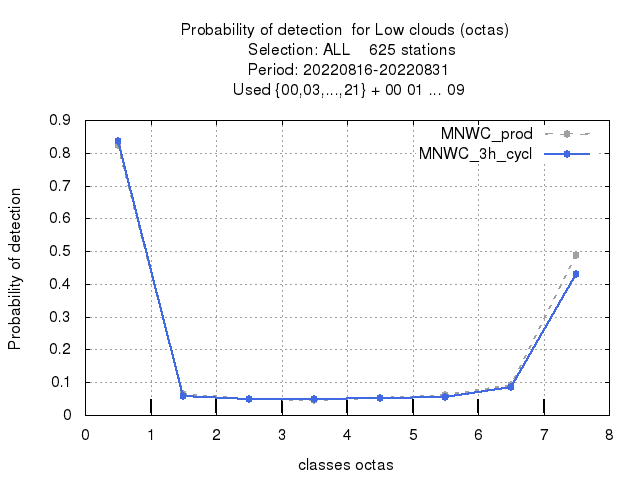 Probability of detection  for Low clouds (octas)
Selection: ALL    625 stations
Period: 20220816-20220831
Used {00,03,...,21} + 00 01 ... 09
MNWC_prod
MNWC_3h_cycl
Probability of detection
0.9
0.8
0.7
0.6
0.5
0.4
0.3
0.2
0.1
0
0 1 2 3 4 5 6 7 8
classes octas